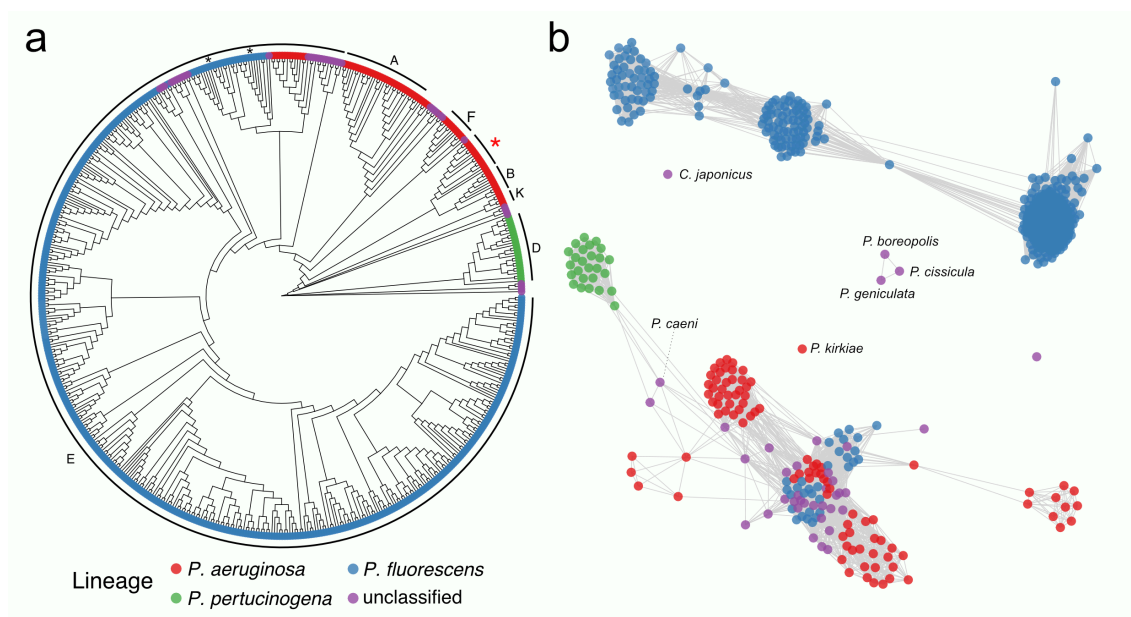 a
b
*
*
A
F
*
B
K
D
E
C. japonicus
P. boreopolis
P. cissicula
P. geniculata
P. caeni
P. kirkiae
Lineage
P. aeruginosa
P. fluorescens
P. pertucinogena
unclassified